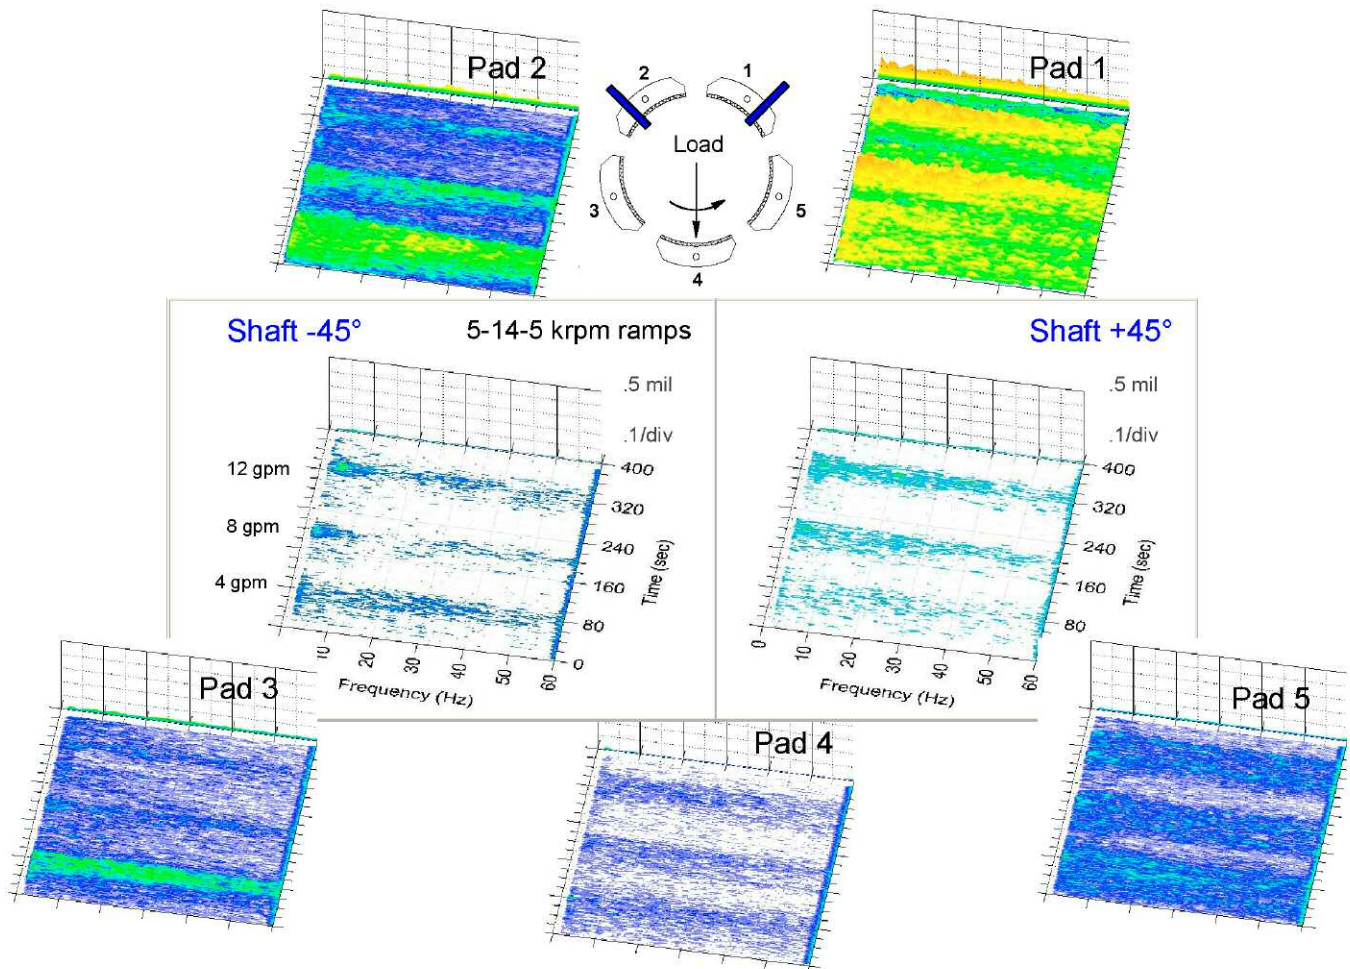 Pad 2
Pad 1
2
1
Load
3
5
4
Shaft -45°
5-14-5 krpm ramps
Shaft +45°
.5 mil
.1/div
12 gpm
8 gpm
4 gpm
400
320
240
160
80
0
Time (sec)
10
20
30
40
50
60
Frequency (Hz)
.5 mil
.1/div
400
320
240
160
80
Time (sec)
0
10
20
30
40
50
60
Frequency (Hz)
Pad 3
Pad 4
Pad 5